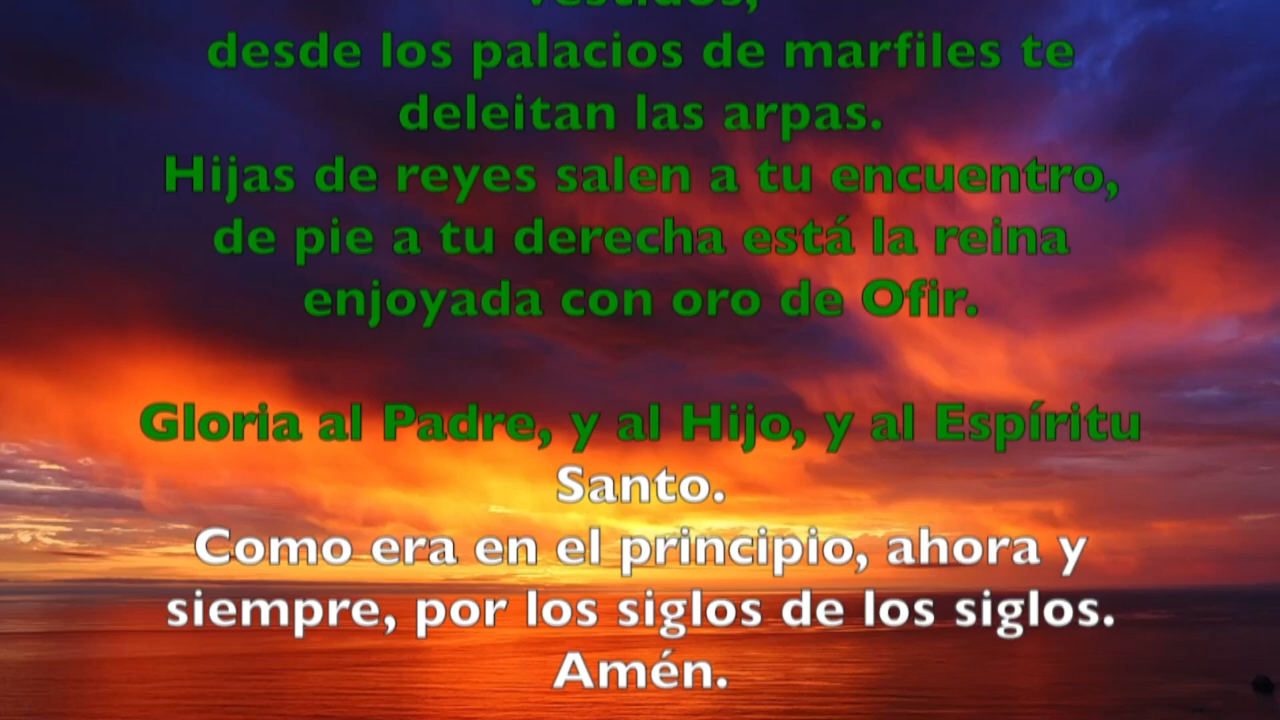 vestidos,
desde los palacios de marfiles te
deleitan las arpas.
Hijas de reyes salen a tu encuentro,
de pie a tu derecha está la reina
enjoyada con oro de Ofir.
Gloria al Padre, y al Hijo, y al Espíritu
Santo.
Como era en el principio, ahora y
siempre, por los siglos de los siglos.
Amén.